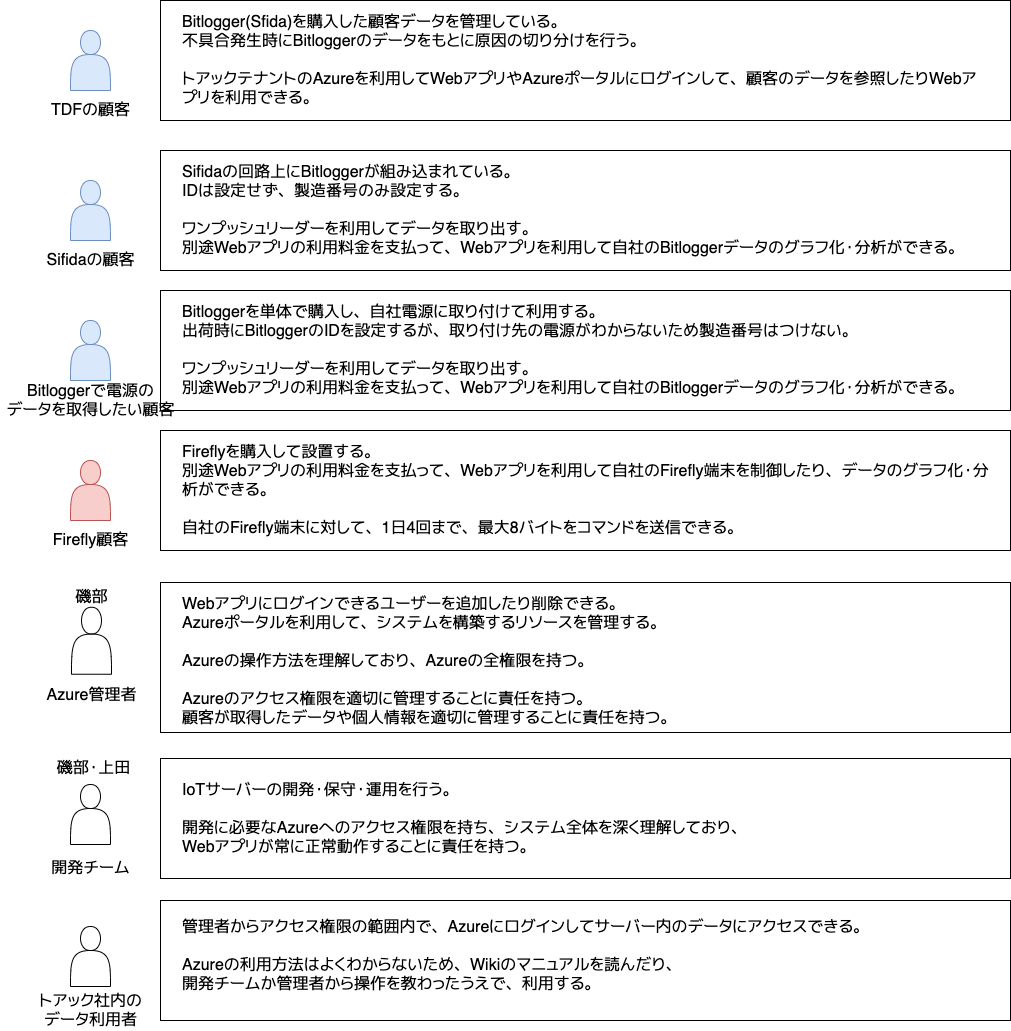 Bitlogger(Sfida)を購入した顧客データを管理している。
不具合発生時にBitloggerのデータをもとに原因の切り分けを行う。
トアックテナントのAzureを利用してWebアプリやAzureポータルにログインして、顧客のデータを参照したりWebア
プリを利用できる。
TDFの顧客
Sifidaの回路上にBitloggerが組み込まれている。
IDは設定せず、製造番号のみ設定する。
ワンプッシュリーダーを利用してデータを取り出す。
別途Webアプリの利用料金を支払って、Webアプリを利用して自社のBitloggerデータのグラフ化・分析ができる。
Sifidaの顧客
Bitloggerを単体で購入し、自社電源に取り付けて利用する。
出荷時にBitloggerのIDを設定するが、取り付け先の電源がわからないため製造番号はつけない。
ワンプッシュリーダーを利用してデータを取り出す。
別途Webアプリの利用料金を支払って、Webアプリを利用して自社のBitloggerデータのグラフ化・分析ができる。
Bitloggerで電源の
データを取得したい顧客
Fireflyを購入して設置する。
別途Webアプリの利用料金を支払って、Webアプリを利用して自社のFirefly端末を制御したり、データのグラフ化・分
析ができる。
自社のFirefly端末に対して、1日4回まで、最大8バイトをコマンドを送信できる。
Firefly顧客
磯部
Webアプリにログインできるユーザーを追加したり削除できる。
Azureポータルを利用して、システムを構築するリソースを管理する。
Azureの操作方法を理解しており、Azureの全権限を持つ。
Azureのアクセス権限を適切に管理することに責任を持つ。
顧客が取得したデータや個人情報を適切に管理することに責任を持つ。
Azure管理者
磯部・上田
IoTサーバーの開発・保守・運用を行う。
開発に必要なAzureへのアクセス権限を持ち、システム全体を深く理解しており、
Webアプリが常に正常動作することに責任を持つ。
開発チーム
管理者からアクセス権限の範囲内で、Azureにログインしてサーバー内のデータにアクセスできる。
Azureの利用方法はよくわからないため、Wikiのマニュアルを読んだり、
開発チームか管理者から操作を教わったうえで、利用する。
トアック社内の
データ利用者